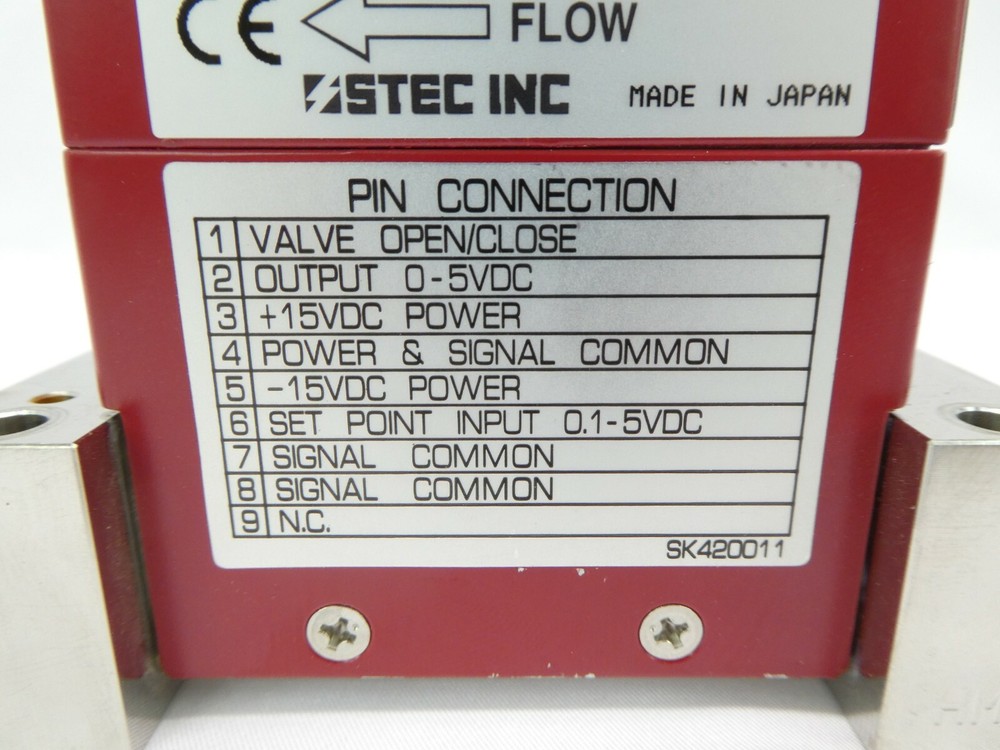 CE FLOW
STEC INC MADE IN JAPAN
PIN CONNECTION
1 VALVE OPEN/CLOSE
2 OUTPUT 0-5VDC
3 +15VDC POWER
4 POWER & SIGNAL COMMON
5 -15VDC POWER
6 SET POINT INPUT 0.1-5VDC
7 SIGNAL COMMON
8 SIGNAL COMMON
9 N.C.
SK420011